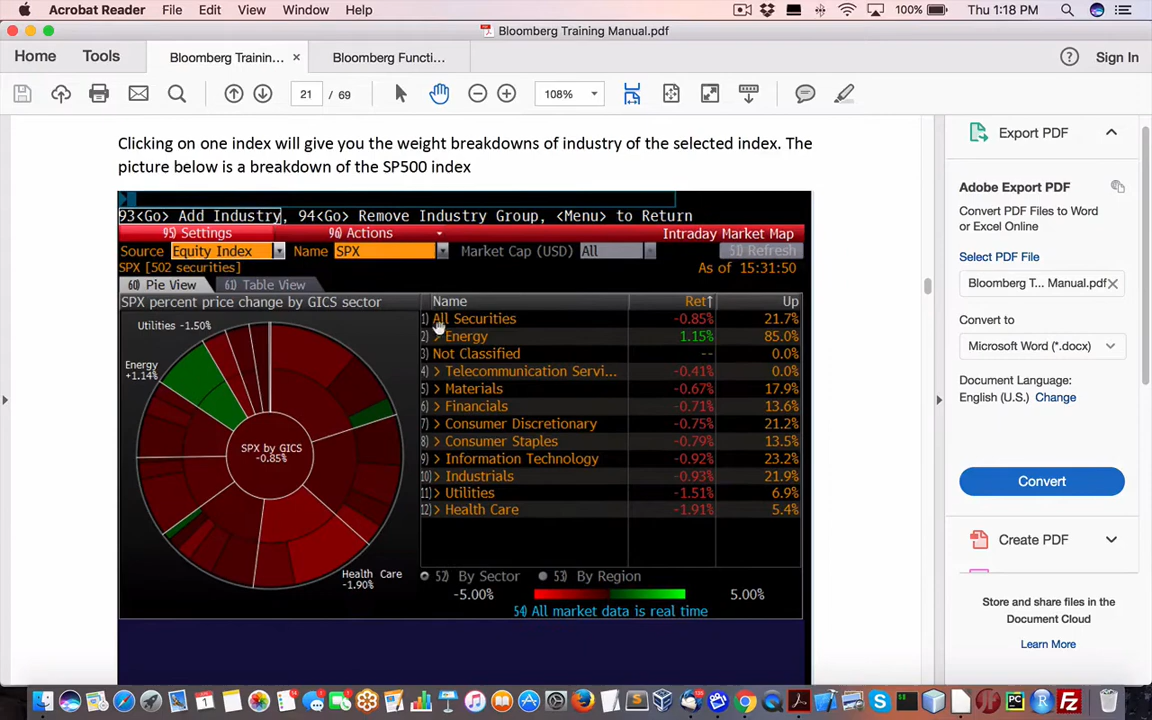 Acrobat Reader File Edit View Window Help 100% Thu 1:18 PM
Bloomberg Training Manual.pdf
Home Tools Bloomberg Trainin... × Bloomberg Functi... Sign In
21 / 69 108%
Clicking on one index will give you the weight breakdowns of industry of the selected index. The
picture below is a breakdown of the SP500 index
93<Go> Add Industry, 94<Go> Remove Industry Group, <Menu> to Return
95) Settings 96) Actions Intraday Market Map
Source Equity Index Name SPX Market Cap (USD) All 51) Refresh
SPX [502 securities] As of 15:31:50
60) Pie View 61) Table View
SPX percent price change by GICS sector
Utilities -1.50%
Energy
+1.14%
SPX by GICS
-0.85%
Health Care
-1.90%
Name Ret↑ Up
1) All Securities -0.85% 21.7%
2) > Energy 1.15% 85.0%
3) Not Classified -- 0.0%
4) > Telecommunication Servi... -0.41% 0.0%
5) > Materials -0.67% 17.9%
6) > Financials -0.71% 13.6%
7) > Consumer Discretionary -0.75% 21.2%
8) > Consumer Staples -0.79% 13.5%
9) > Information Technology -0.92% 23.2%
10) > Industrials -0.93% 21.9%
11) > Utilities -1.51% 6.9%
12) > Health Care -1.91% 5.4%
52) By Sector 53) By Region
-5.00% 5.00%
54) All market data is real time
Export PDF
Adobe Export PDF
Convert PDF Files to Word
or Excel Online
Select PDF File
Bloomberg T... Manual.pdf ×
Convert to
Microsoft Word (*.docx)
Document Language:
English (U.S.) Change
Convert
Create PDF
Store and share files in the
Document Cloud
Learn More